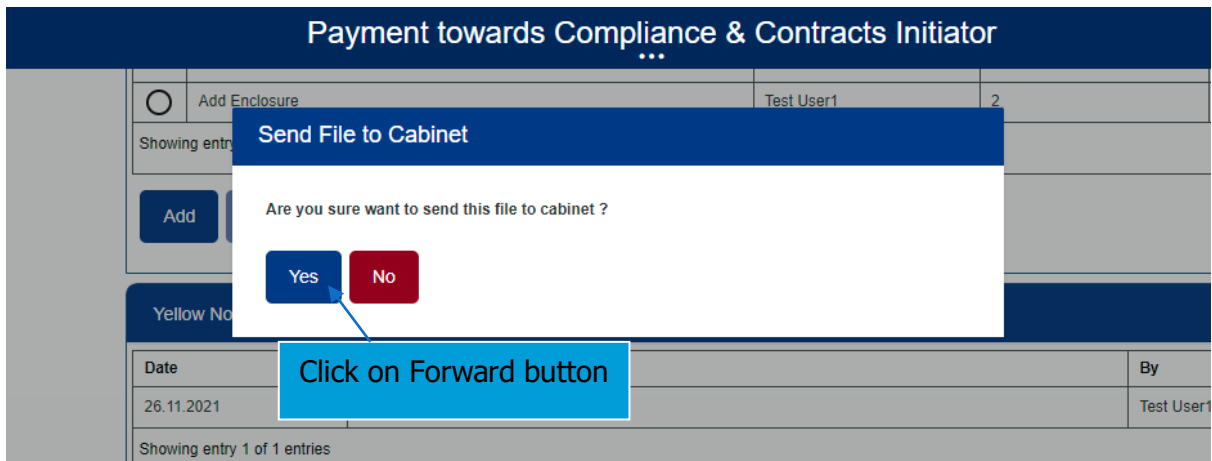 Payment towards Compliance & Contracts Initiator
Add Enclosure Test User1 2
Send File to Cabinet
Showing
Are you sure want to send this file to cabinet ?
Add
Yes No
Yellow
Click on Forward button
Date By
26.11.2021 Test User1
Showing entry 1 of 1 entries